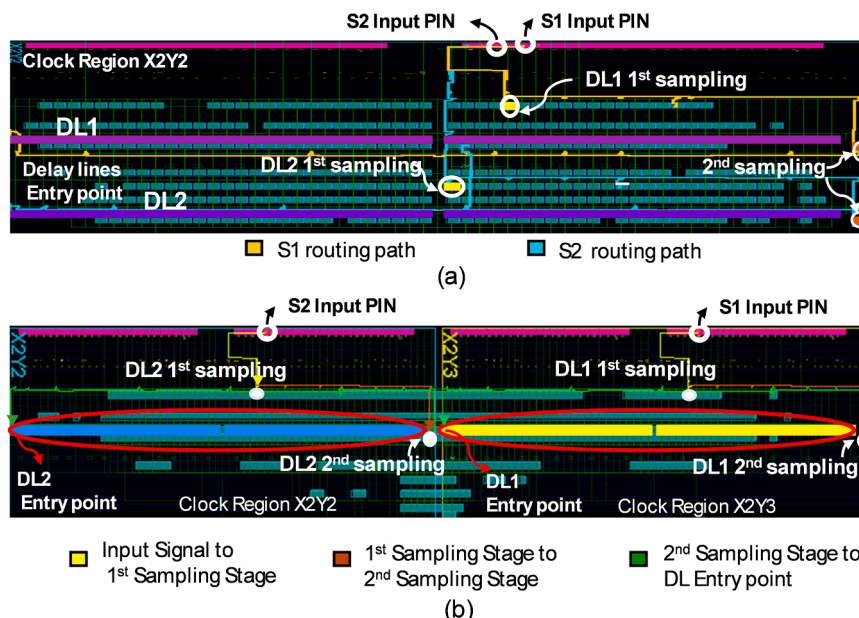 S2 Input PIN
S1 Input PIN
X2Y2
Clock Region X2Y2
DL1 1st sampling
DL1
DL2 1st sampling
Delay lines
Entry point
2nd sampling
DL2
S1 routing path
S2 routing path
(a)
S2 Input PIN
S1 Input PIN
X2Y2
X2Y3
DL2 1st sampling
DL1 1st sampling
DL2 2nd sampling
DL1 2nd sampling
DL2
Entry point
DL1
Entry point
Clock Region X2Y2
Clock Region X2Y3
Input Signal to
1st Sampling Stage
1st Sampling Stage to
2nd Sampling Stage
2nd Sampling Stage to
DL Entry point
(b)